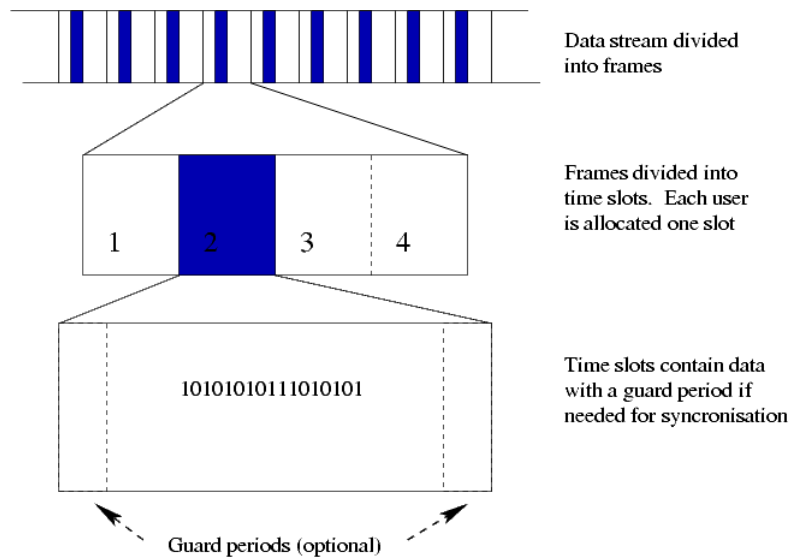 Data stream divided
into frames
Frames divided into
time slots. Each user
is allocated one slot
1 2 3 4
Time slots contain data
with a guard period if
needed for syncronisation
10101010111010101
Guard periods (optional)